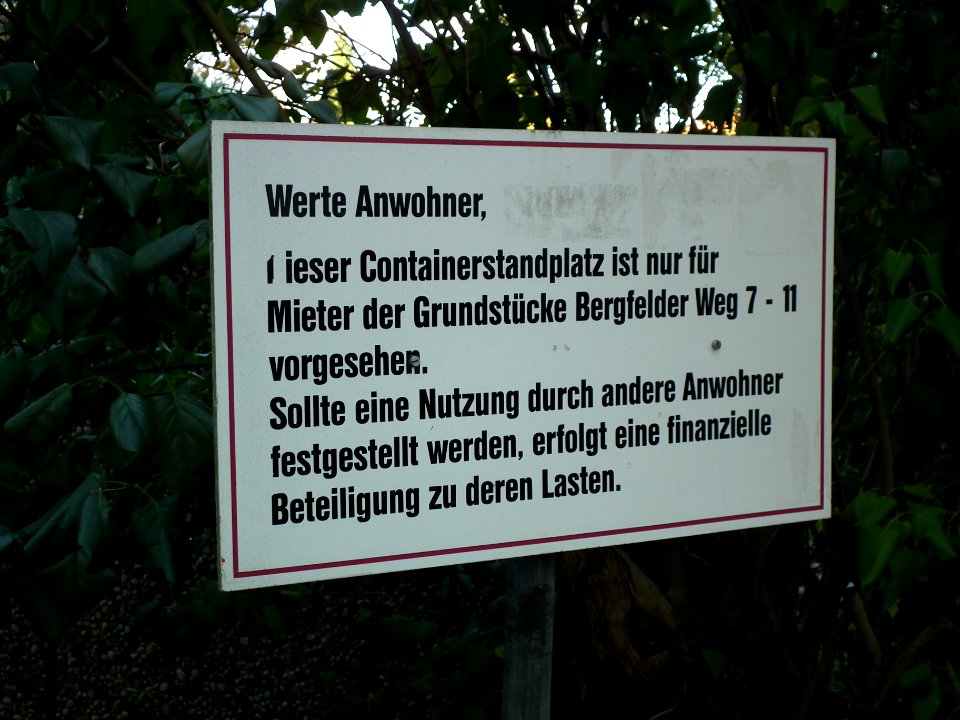 Werte Anwohner,
ieser Containerstandplatz ist nur für
Mieter der Grundstücke Bergfelder Weg 7 - 11
vorgesehen.
Sollte eine Nutzung durch andere Anwohner
festgestellt werden, erfolgt eine finanzielle
Beteiligung zu deren Lasten.